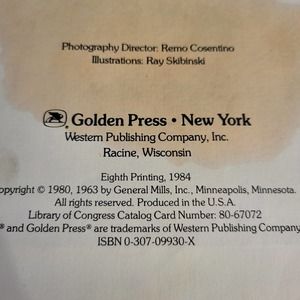 Photography Director: Remo Cosentino
Illustrations: Ray Skibinski
® Golden Press • New York
Western Publishing Company, Inc.
Racine, Wisconsin
Eighth Printing, 1984
opyright © 1980, 1963 by General Mills, Inc., Minneapolis, Minnesota.
All rights reserved. Produced in the U.S.A.
Library of Congress Catalog Card Number: 80-67072
® and Golden Press® are trademarks of Western Publishing Company
ISBN 0-307-09930-X